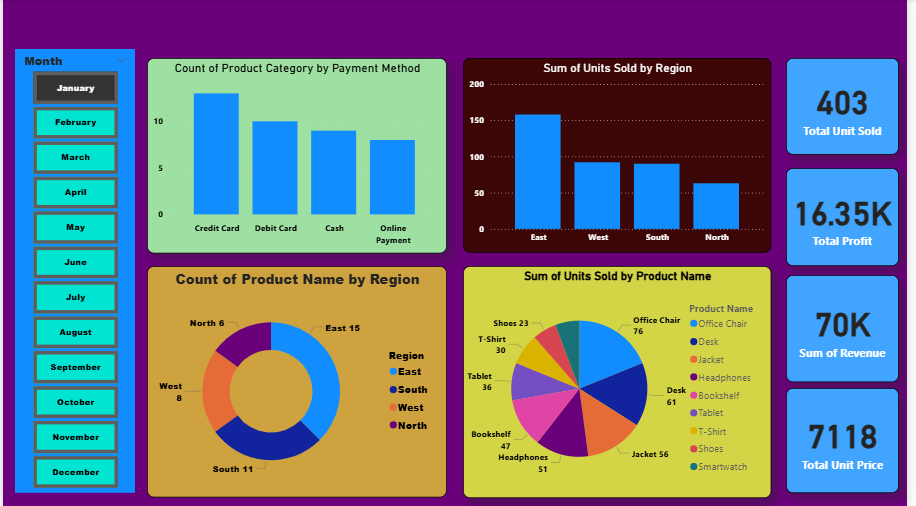 Month
January
February
March
April
May
June
July
August
September
October
November
December
Count of Product Category by Payment Method
10
5
0
Credit Card
Debit Card
Cash
Online
Payment
Sum of Units Sold by Region
200
150
100
50
0
East
West
South
North
403
Total Unit Sold
16.35K
Total Profit
70K
Sum of Revenue
7118
Total Unit Price
Count of Product Name by Region
North 6
East 15
West
8
South 11
Region
East
South
West
North
Sum of Units Sold by Product Name
Shoes 23
Office Chair
76
T-Shirt
30
Tablet
36
Desk
61
Bookshelf
47
Headphones
51
Jacket 56
Product Name
Office Chair
Desk
Jacket
Headphones
Bookshelf
Tablet
T-Shirt
Shoes
Smartwatch